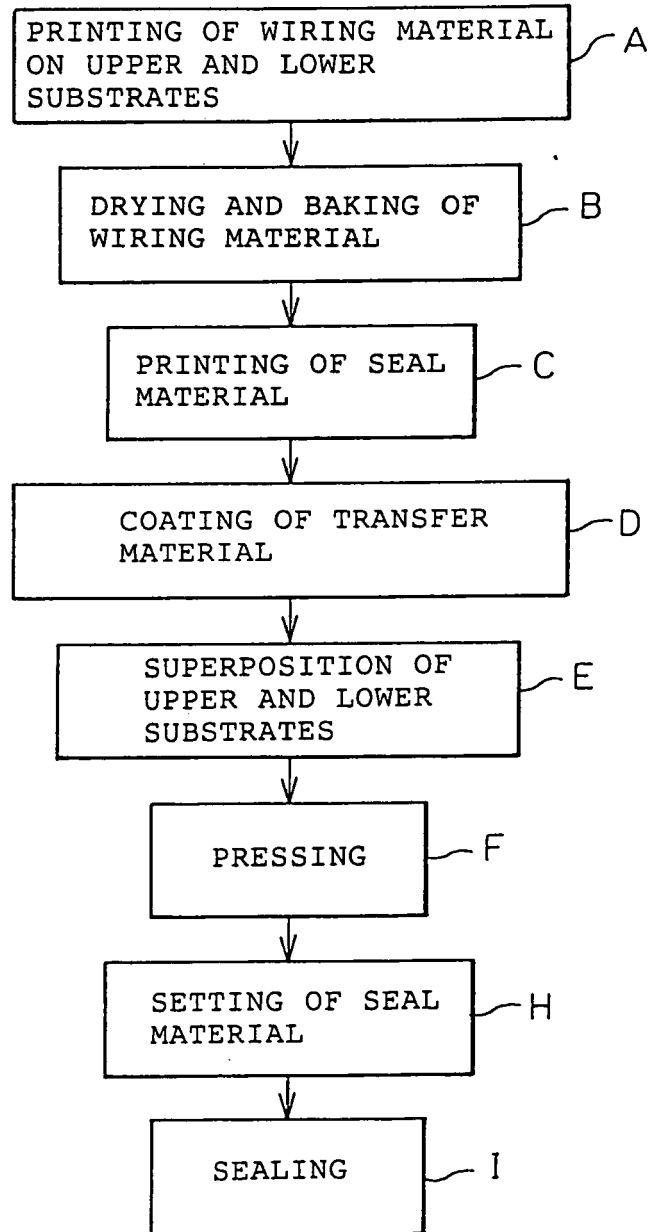 PRINTING OF WIRING MATERIAL
ON UPPER AND LOWER
SUBSTRATES
A
DRYING AND BAKING OF
WIRING MATERIAL
B
PRINTING OF SEAL
MATERIAL
C
COATING OF TRANSFER
MATERIAL
D
SUPERPOSITION OF
UPPER AND LOWER
SUBSTRATES
E
PRESSING
F
SETTING OF SEAL
MATERIAL
H
SEALING
I